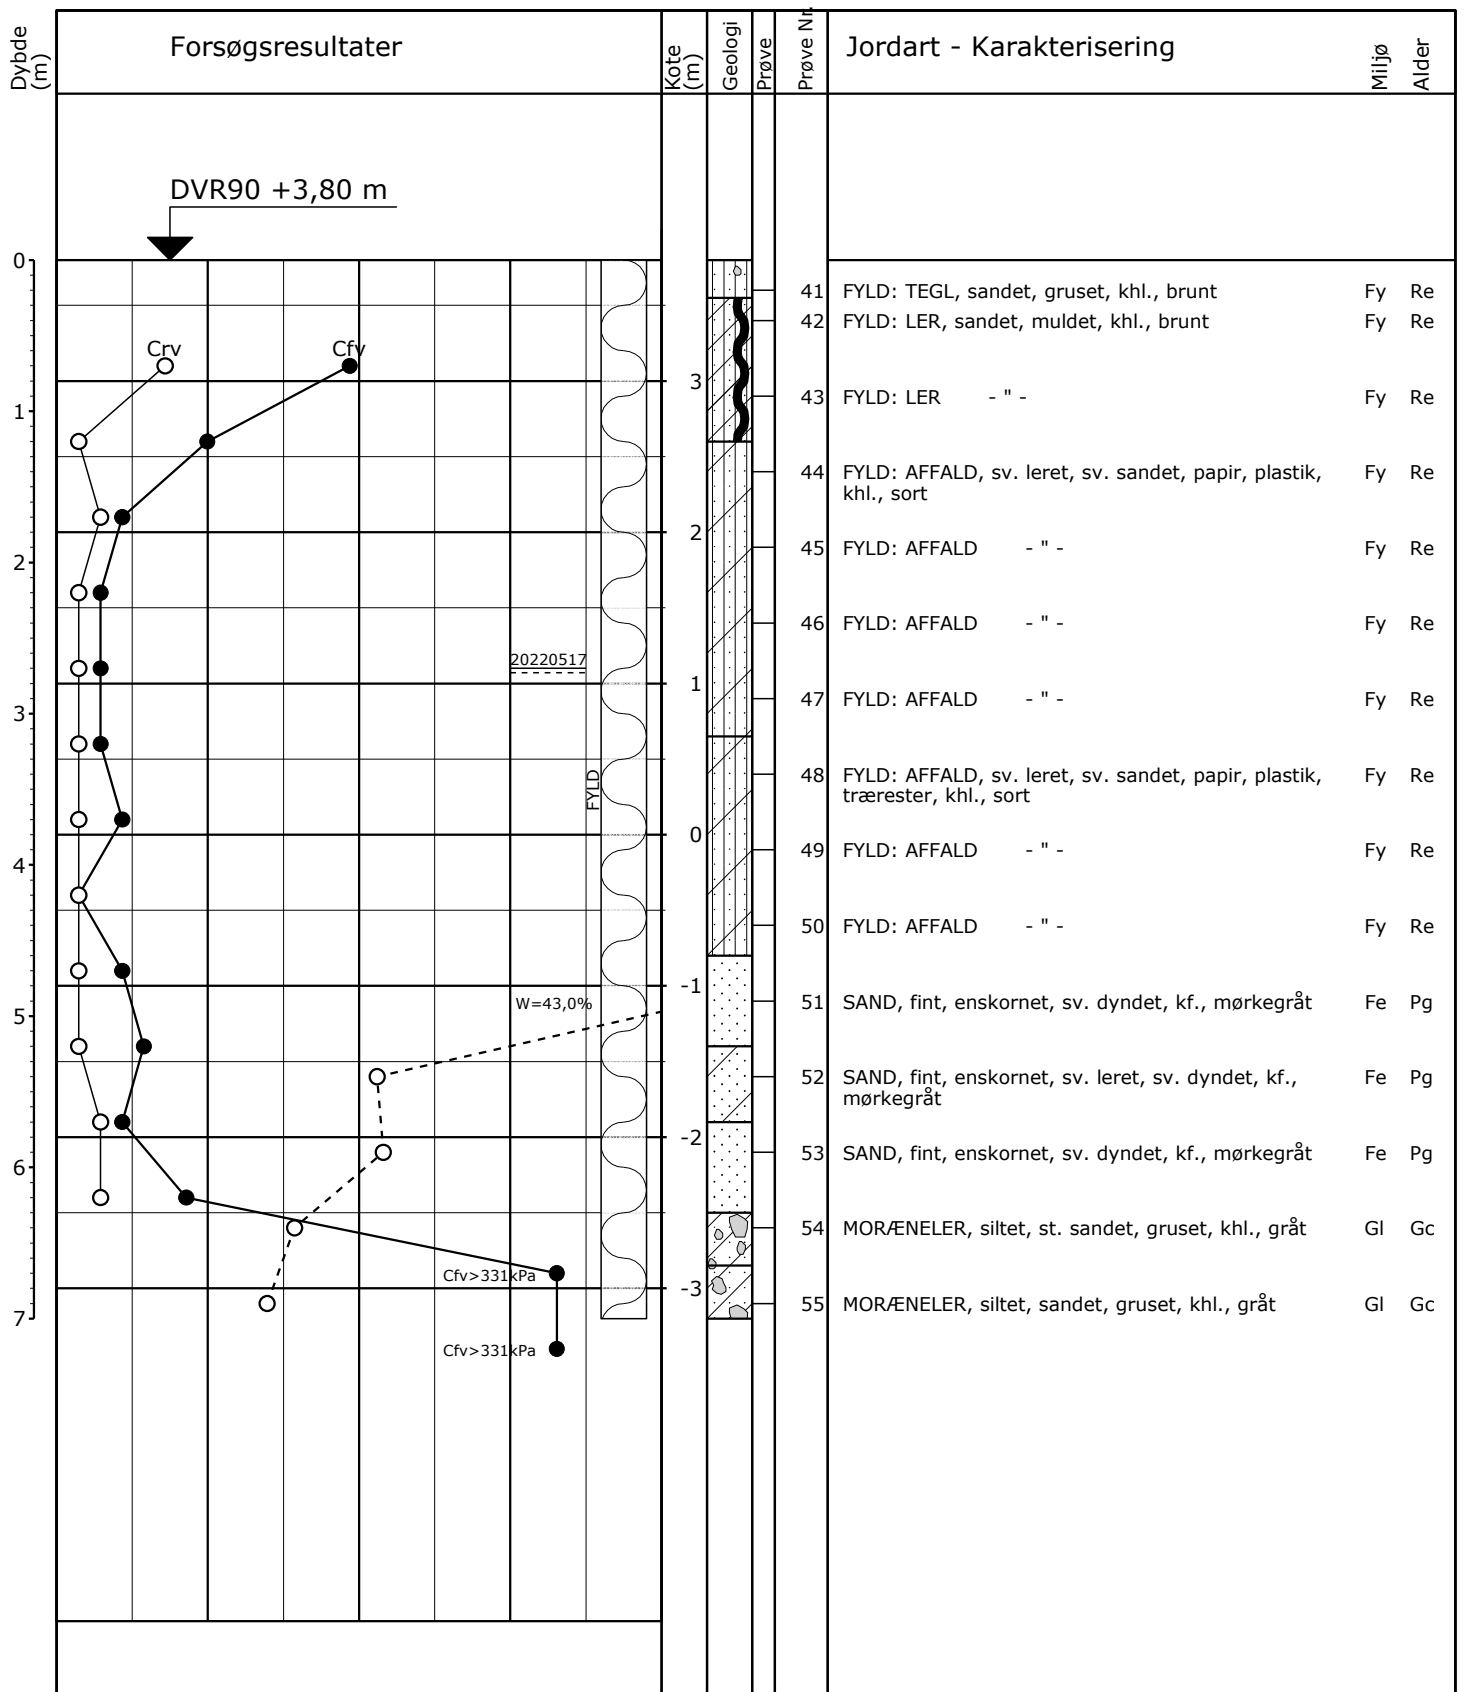 Dybde (m)
Forsøgsresultater
Kote (m)
Geologi
Prøve
Prøve Nr.
Jordart - Karakterisering
Miljø
Alder
DVR90 +3,80 m
0
41 FYLD: TEGL, sandet, gruset, khl., brunt Fy Re
42 FYLD: LER, sandet, muldet, khl., brunt Fy Re
Crv Cfv
3
1
43 FYLD: LER - " - Fy Re
44 FYLD: AFFALD, sv. leret, sv. sandet, papir, plastik, Fy Re
khl., sort
2
45 FYLD: AFFALD - " - Fy Re
2
46 FYLD: AFFALD - " - Fy Re
20220517
1
47 FYLD: AFFALD - " - Fy Re
3
48 FYLD: AFFALD, sv. leret, sv. sandet, papir, plastik, Fy Re
trærester, khl., sort
FYLD
0
49 FYLD: AFFALD - " - Fy Re
4
50 FYLD: AFFALD - " - Fy Re
-1
W=43,0%
51 SAND, fint, enskornet, sv. dyndet, kf., mørkegråt Fe Pg
5
52 SAND, fint, enskornet, sv. leret, sv. dyndet, kf., Fe Pg
mørkegråt
-2
53 SAND, fint, enskornet, sv. dyndet, kf., mørkegråt Fe Pg
6
54 MORÆNELER, siltet, st. sandet, gruset, khl., gråt Gl Gc
Cfv>331kPa
-3
55 MORÆNELER, siltet, sandet, gruset, khl., gråt Gl Gc
7
Cfv>331kPa